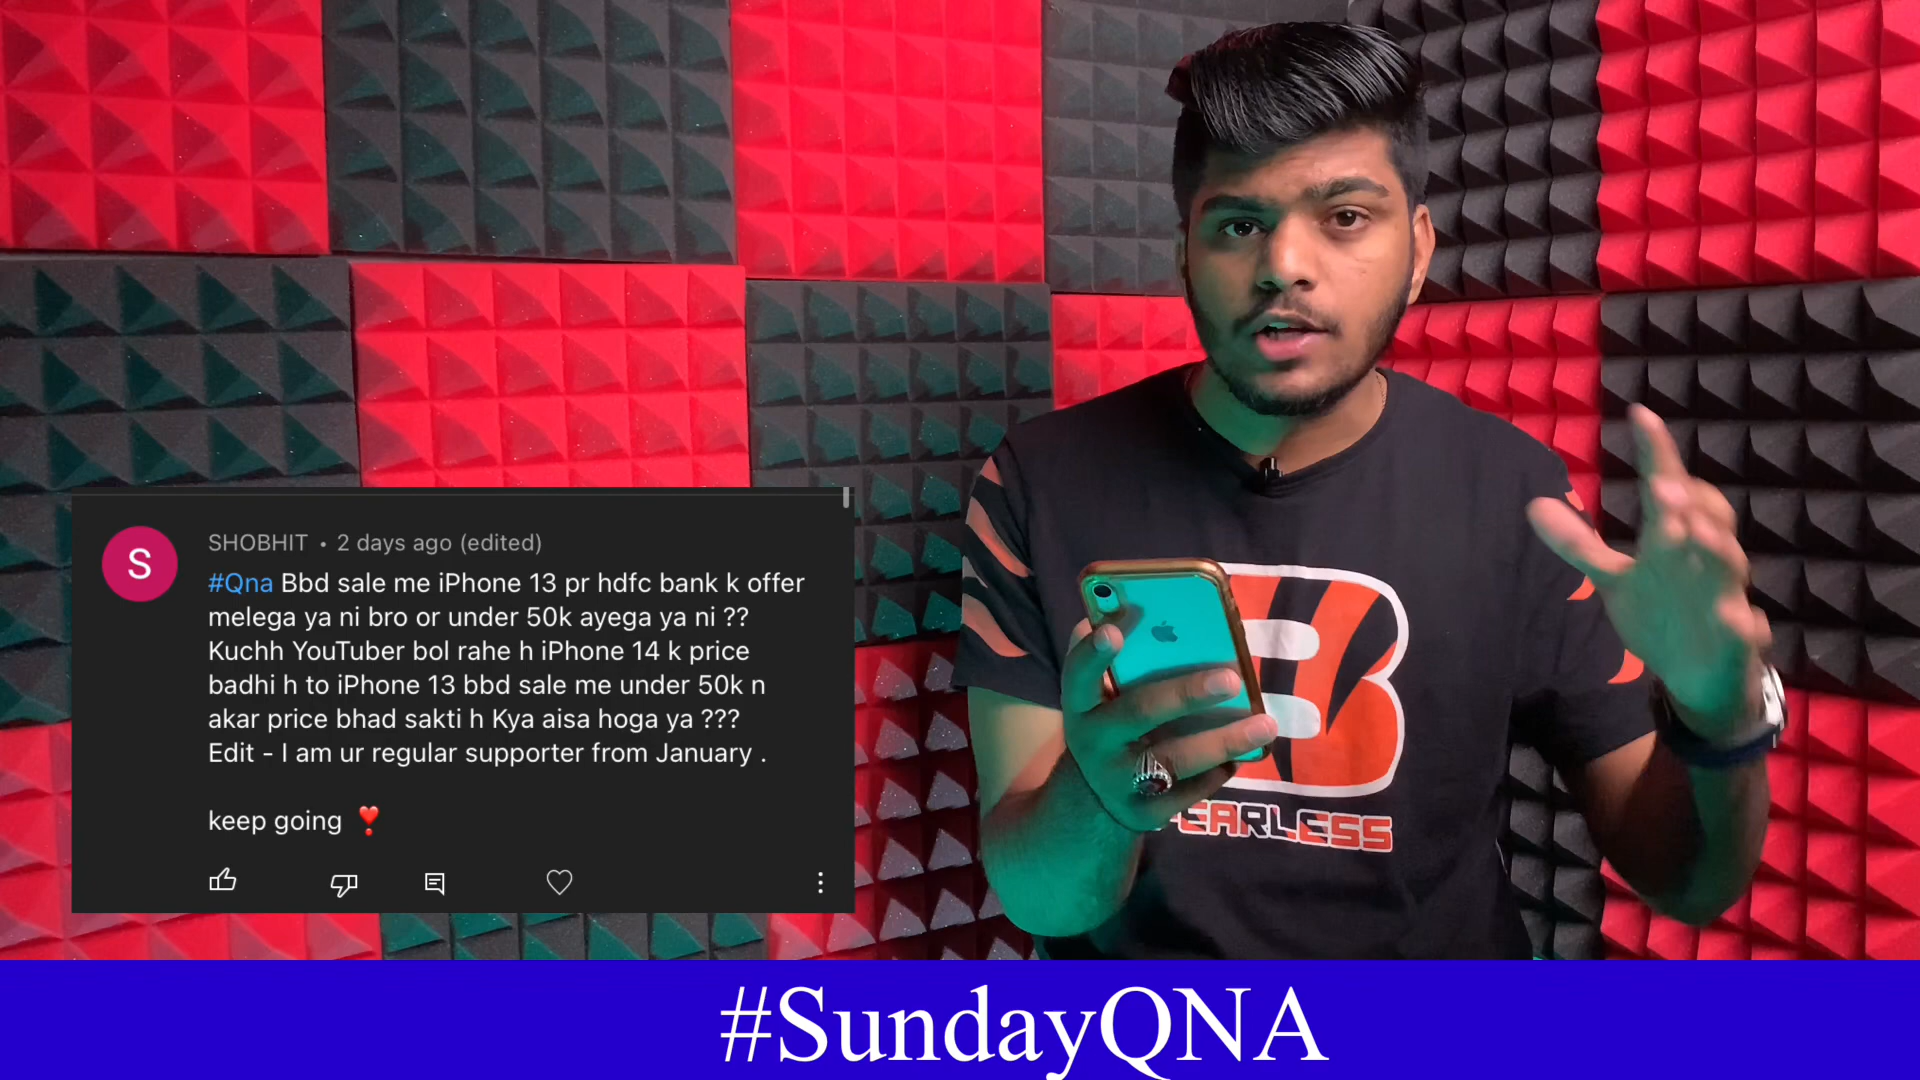 SHOBHIT • 2 days ago (edited)
#Qna Bbd sale me iPhone 13 pr hdfc bank k offer
melega ya ni bro or under 50k ayega ya ni ??
Kuchh YouTuber bol rahe h iPhone 14 k price
badhi h to iPhone 13 bbd sale me under 50k n
akar price bhad sakti h Kya aisa hoga ya ???
Edit - I am ur regular supporter from January .
keep going ❣️
S
B
FEARLESS
#SundayQNA